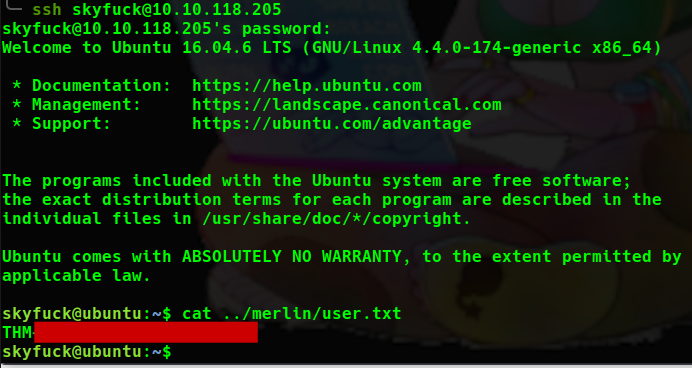 ssh skyfuck@10.10.118.205
skyfuck@10.10.118.205's password:
Welcome to Ubuntu 16.04.6 LTS (GNU/Linux 4.4.0-174-generic x86_64)
* Documentation:  https://help.ubuntu.com
* Management:     https://landscape.canonical.com
* Support:        https://ubuntu.com/advantage
The programs included with the Ubuntu system are free software;
the exact distribution terms for each program are described in the
individual files in /usr/share/doc/*/copyright.
Ubuntu comes with ABSOLUTELY NO WARRANTY, to the extent permitted by
applicable law.
skyfuck@ubuntu:~$ cat ../merlin/user.txt
THM
skyfuck@ubuntu:~$